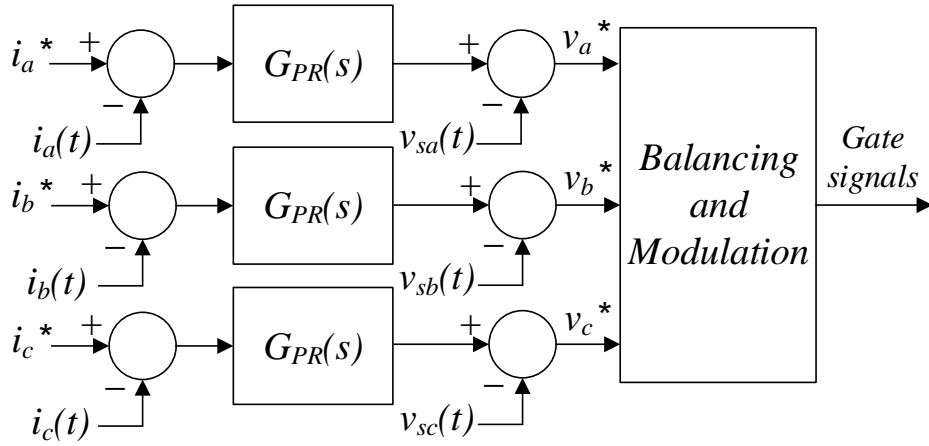 i_a* + G_PR(s) + v_a*
− −
i_a(t) v_sa(t)
i_b* + G_PR(s) + v_b*
− −
i_b(t) v_sb(t)
i_c* + G_PR(s) + v_c*
− −
i_c(t) v_sc(t)
Balancing
and
Modulation
Gate
signals